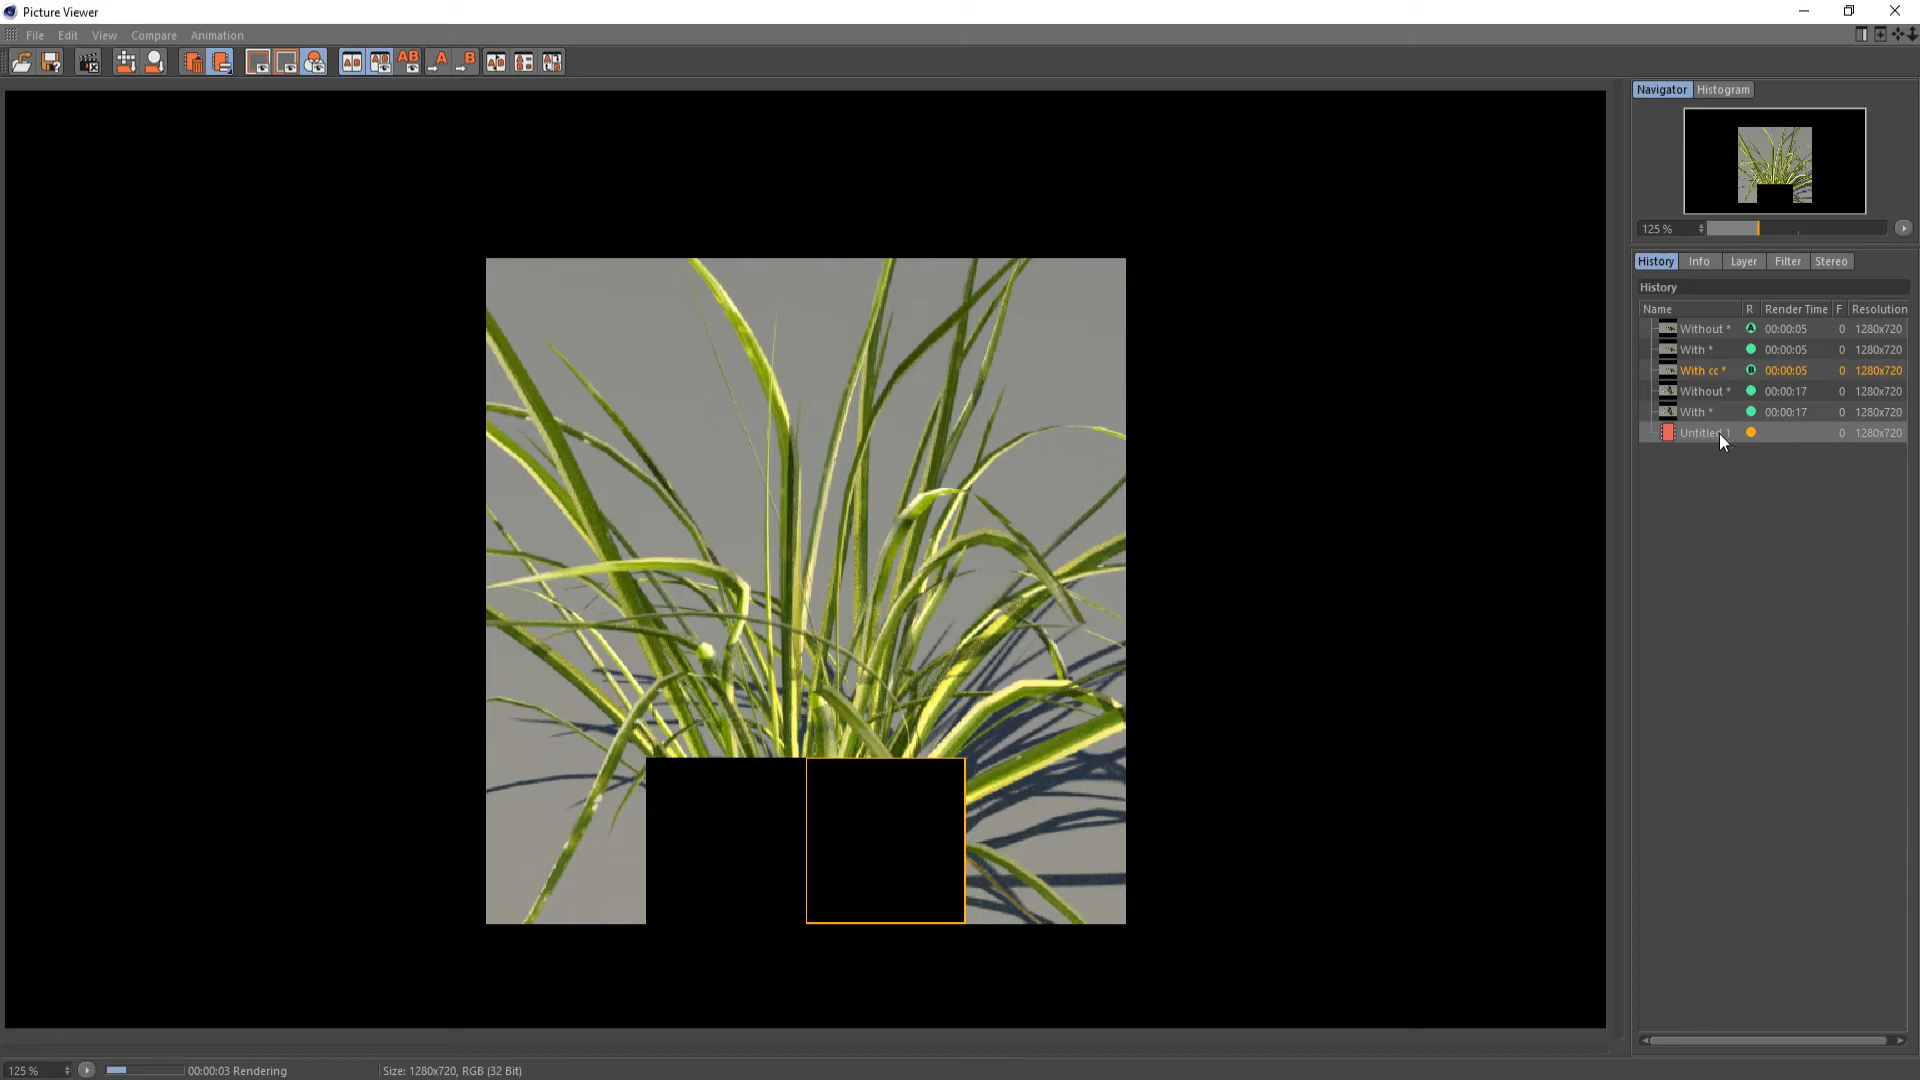 Picture Viewer
File Edit View Compare Animation
Navigator Histogram
125 %
History Info Layer Filter Stereo
History
Name R Render Time F Resolution
Without * A 00:00:05 0 1280x720
With * 00:00:05 0 1280x720
With cc * B 00:00:05 0 1280x720
Without * 00:00:17 0 1280x720
With * 00:00:17 0 1280x720
Untitled 1 0 1280x720
125 % 00:00:03 Rendering Size: 1280x720, RGB (32 Bit)